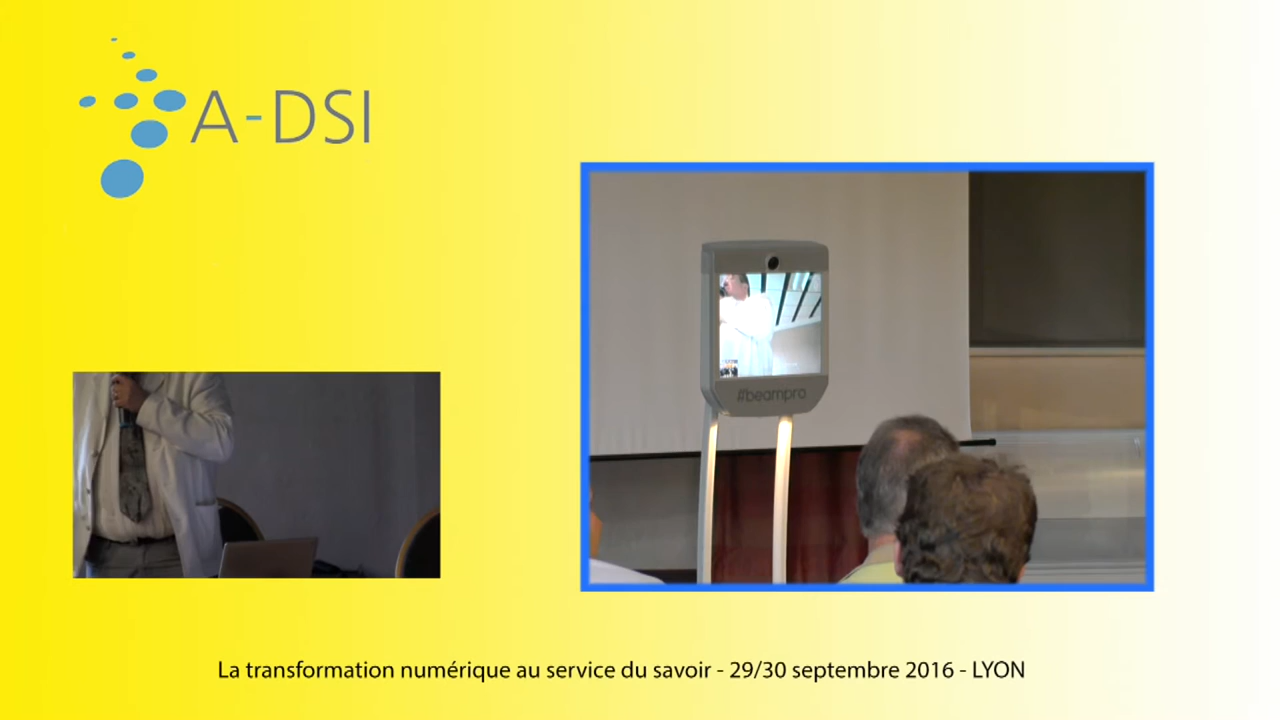 A-DSI
#beampro
La transformation numérique au service du savoir - 29/30 septembre 2016 - LYON